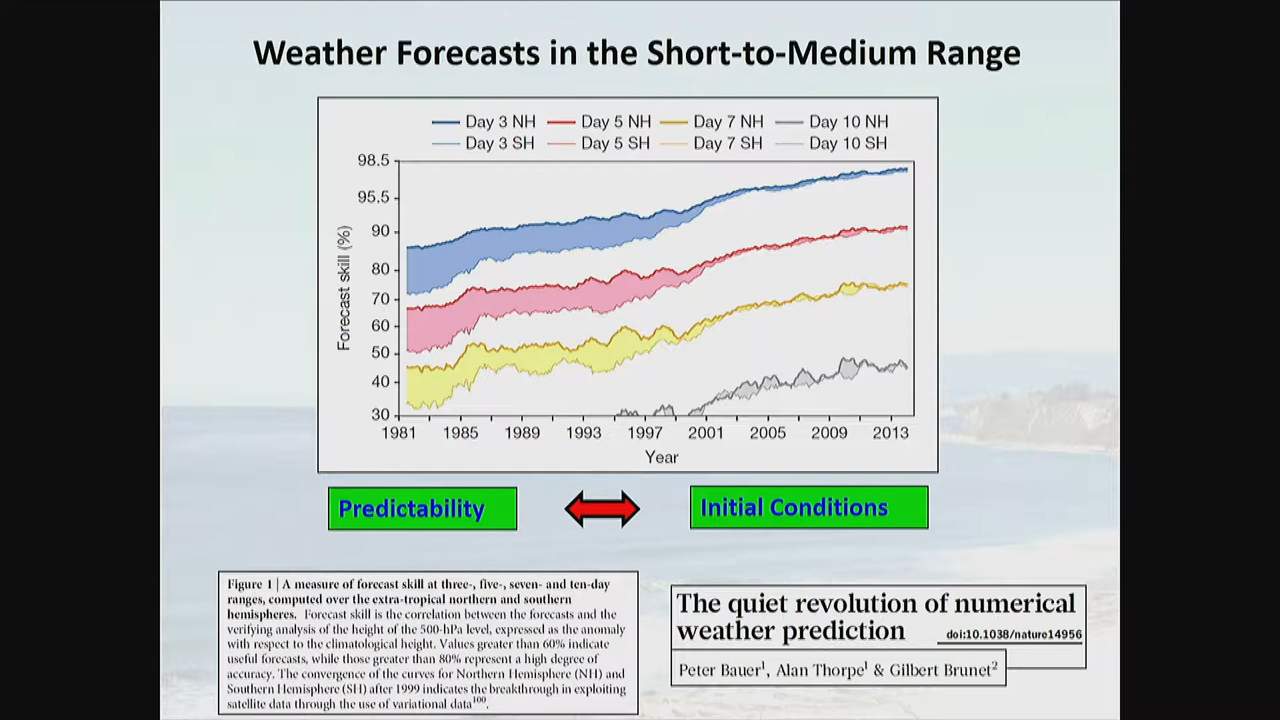 Weather Forecasts in the Short-to-Medium Range
Day 3 NH Day 5 NH Day 7 NH Day 10 NH
Day 3 SH Day 5 SH Day 7 SH Day 10 SH
98.5
95.5
90
80
70
60
50
40
30
Forecast skill (%)
1981 1985 1989 1993 1997 2001 2005 2009 2013
Year
Predictability
Initial Conditions
Figure 1 | A measure of forecast skill at three-, five-, seven- and ten-day
ranges, computed over the extra-tropical northern and southern
hemispheres. Forecast skill is the correlation between the forecasts and the
verifying analysis of the height of the 500-hPa level, expressed as the anomaly
with respect to the climatological height. Values greater than 60% indicate
useful forecasts, while those greater than 80% represent a high degree of
accuracy. The convergence of the curves for Northern Hemisphere (NH) and
Southern Hemisphere (SH) after 1999 indicates the breakthrough in exploiting
satellite data through the use of variational data100.
The quiet revolution of numerical
weather prediction doi:10.1038/nature14956
Peter Bauer1, Alan Thorpe1 & Gilbert Brunet2